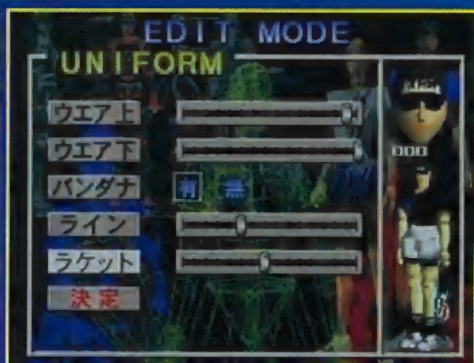 EDIT MODE
UNIFORM
ウエア上
ウエア下
バンダナ 有 無
ライン
ラケット
決定